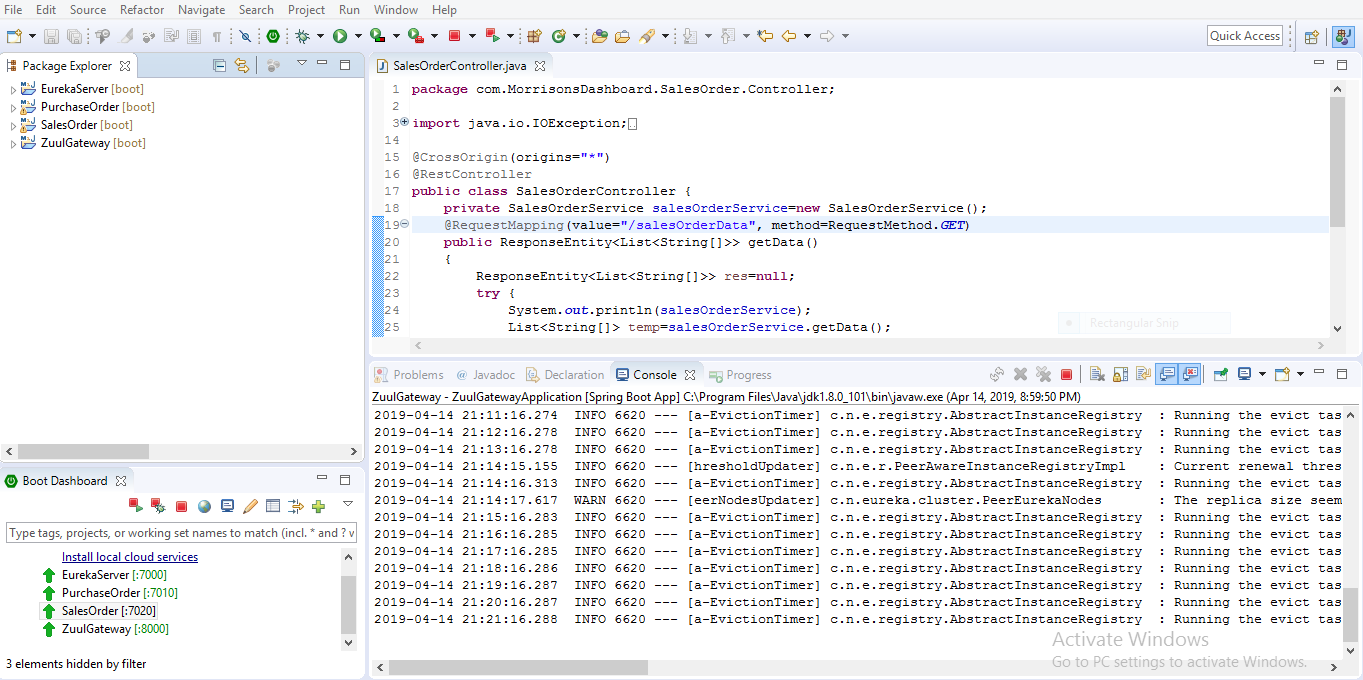 File Edit Source Refactor Navigate Search Project Run Window Help
Quick Access
Package Explorer
EurekaServer [boot]
PurchaseOrder [boot]
SalesOrder [boot]
ZuulGateway [boot]
SalesOrderController.java
1 package com.MorrisonsDashboard.SalesOrder.Controller;
2
3 import java.io.IOException;
14
15 @CrossOrigin(origins="*")
16 @RestController
17 public class SalesOrderController {
18 private SalesOrderService salesOrderService=new SalesOrderService();
19 @RequestMapping(value="/salesOrderData", method=RequestMethod.GET)
20 public ResponseEntity<List<String[]>> getData()
21 {
22 ResponseEntity<List<String[]>> res=null;
23 try {
24 System.out.println(salesOrderService);
25 List<String[]> temp=salesOrderService.getData();
Rectangular Snip
Boot Dashboard
Type tags, projects, or working set names to match (incl. * and ? v
Install local cloud services
EurekaServer [:7000]
PurchaseOrder [:7010]
SalesOrder [:7020]
ZuulGateway [:8000]
3 elements hidden by filter
Problems Javadoc Declaration Console Progress
ZuulGateway - ZuulGatewayApplication [Spring Boot App] C:\Program Files\Java\jdk1.8.0_101\bin\javaw.exe (Apr 14, 2019, 8:59:50 PM)
2019-04-14 21:11:16.274 INFO 6620 --- [a-EvictionTimer] c.n.e.registry.AbstractInstanceRegistry : Running the evict tas
2019-04-14 21:12:16.278 INFO 6620 --- [a-EvictionTimer] c.n.e.registry.AbstractInstanceRegistry : Running the evict tas
2019-04-14 21:13:16.278 INFO 6620 --- [a-EvictionTimer] c.n.e.registry.AbstractInstanceRegistry : Running the evict tas
2019-04-14 21:14:15.155 INFO 6620 --- [hresholdUpdater] c.n.e.r.PeerAwareInstanceRegistryImpl : Current renewal thres
2019-04-14 21:14:16.313 INFO 6620 --- [a-EvictionTimer] c.n.e.registry.AbstractInstanceRegistry : Running the evict tas
2019-04-14 21:14:17.617 WARN 6620 --- [eerNodesUpdater] c.n.eureka.cluster.PeerEurekaNodes : The replica size seem
2019-04-14 21:15:16.283 INFO 6620 --- [a-EvictionTimer] c.n.e.registry.AbstractInstanceRegistry : Running the evict tas
2019-04-14 21:16:16.285 INFO 6620 --- [a-EvictionTimer] c.n.e.registry.AbstractInstanceRegistry : Running the evict tas
2019-04-14 21:17:16.285 INFO 6620 --- [a-EvictionTimer] c.n.e.registry.AbstractInstanceRegistry : Running the evict tas
2019-04-14 21:18:16.286 INFO 6620 --- [a-EvictionTimer] c.n.e.registry.AbstractInstanceRegistry : Running the evict tas
2019-04-14 21:19:16.287 INFO 6620 --- [a-EvictionTimer] c.n.e.registry.AbstractInstanceRegistry : Running the evict tas
2019-04-14 21:20:16.287 INFO 6620 --- [a-EvictionTimer] c.n.e.registry.AbstractInstanceRegistry : Running the evict tas
2019-04-14 21:21:16.288 INFO 6620 --- [a-EvictionTimer] c.n.e.registry.AbstractInstanceRegistry : Running the evict tas
Activate Windows
Go to PC settings to activate Windows.